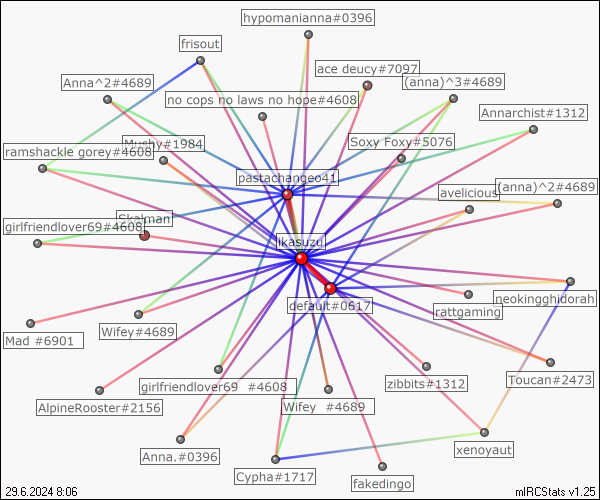 hypomanianna#0396
frisout
ace deucy#7097
Anna^2#4689
(anna)^3#4689
no cops no laws no hope#4608
Annarchist#1312
Mushy#1984
Soxy Foxy#5076
ramshackle gorey#4608
pastachangeo41
avelicious
(anna)^2#4689
Skalman
girlfriendlover69#4608
ikasuzu
neokingghidorah
default#0617
rattgaming
Mad #6901
Wifey#4689
Toucan#2473
girlfriendlover69 #4608
zibbits#1312
AlpineRooster#2156
Wifey #4689
Anna.#0396
xenoyaut
Cypha#1717
fakedingo
29.6.2024 8:06
mIRCStats v1.25